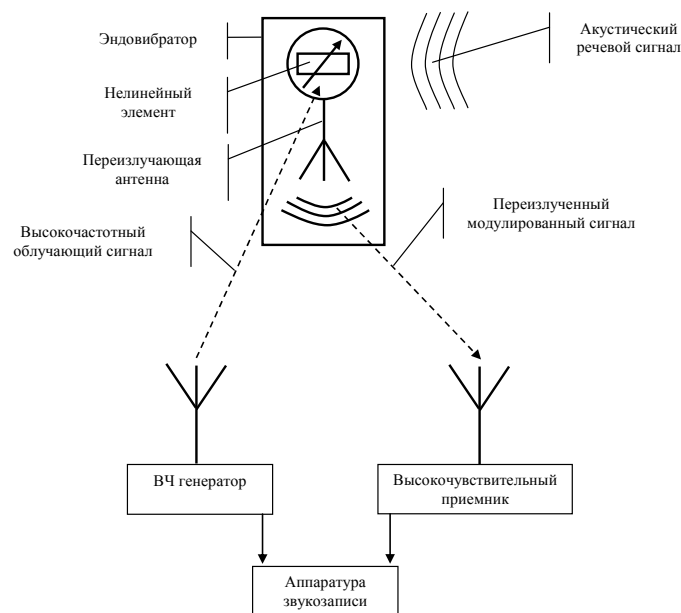 Эндовибратор
Акустический
речевой сигнал
Нелинейный
элемент
Переизлучающая
антенна
Переизлученный
модулированный сигнал
Высокочастотный
облучающий сигнал
ВЧ генератор
Высокочувствительный
приемник
Аппаратура
звукозаписи